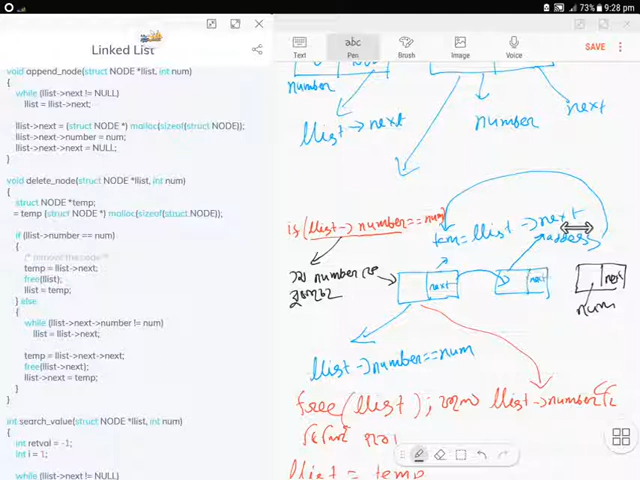 73% 9:28 pm
Linked List
void append_node(struct NODE *llist, int num)
{
while (llist->next != NULL)
llist = llist->next;
llist->next = (struct NODE *) malloc(sizeof(struct NODE));
llist->next->number = num;
llist->next->next = NULL;
}
void delete_node(struct NODE *llist, int num)
{
struct NODE *temp;
= temp (struct NODE *) malloc(sizeof(struct NODE));
if (llist->number == num)
{
temp = llist->next;
free(llist);
llist = temp;
} else
{
while (llist->next->number != num)
llist = llist->next;
temp = llist->next->next;
free(llist->next);
llist->next = temp;
}
}
int search_value(struct NODE *llist, int num)
{
int retval = -1;
int i = 1;
while (llist->next != NULL)
{
Text
abc
Pen
Brush
Image
Voice
SAVE
number
llist → next
number
next
is (llist → number == num)
tem = llist → next
address
number
next
next
next
num
llist → number == num
free (llist);
llist → number
llist = temp